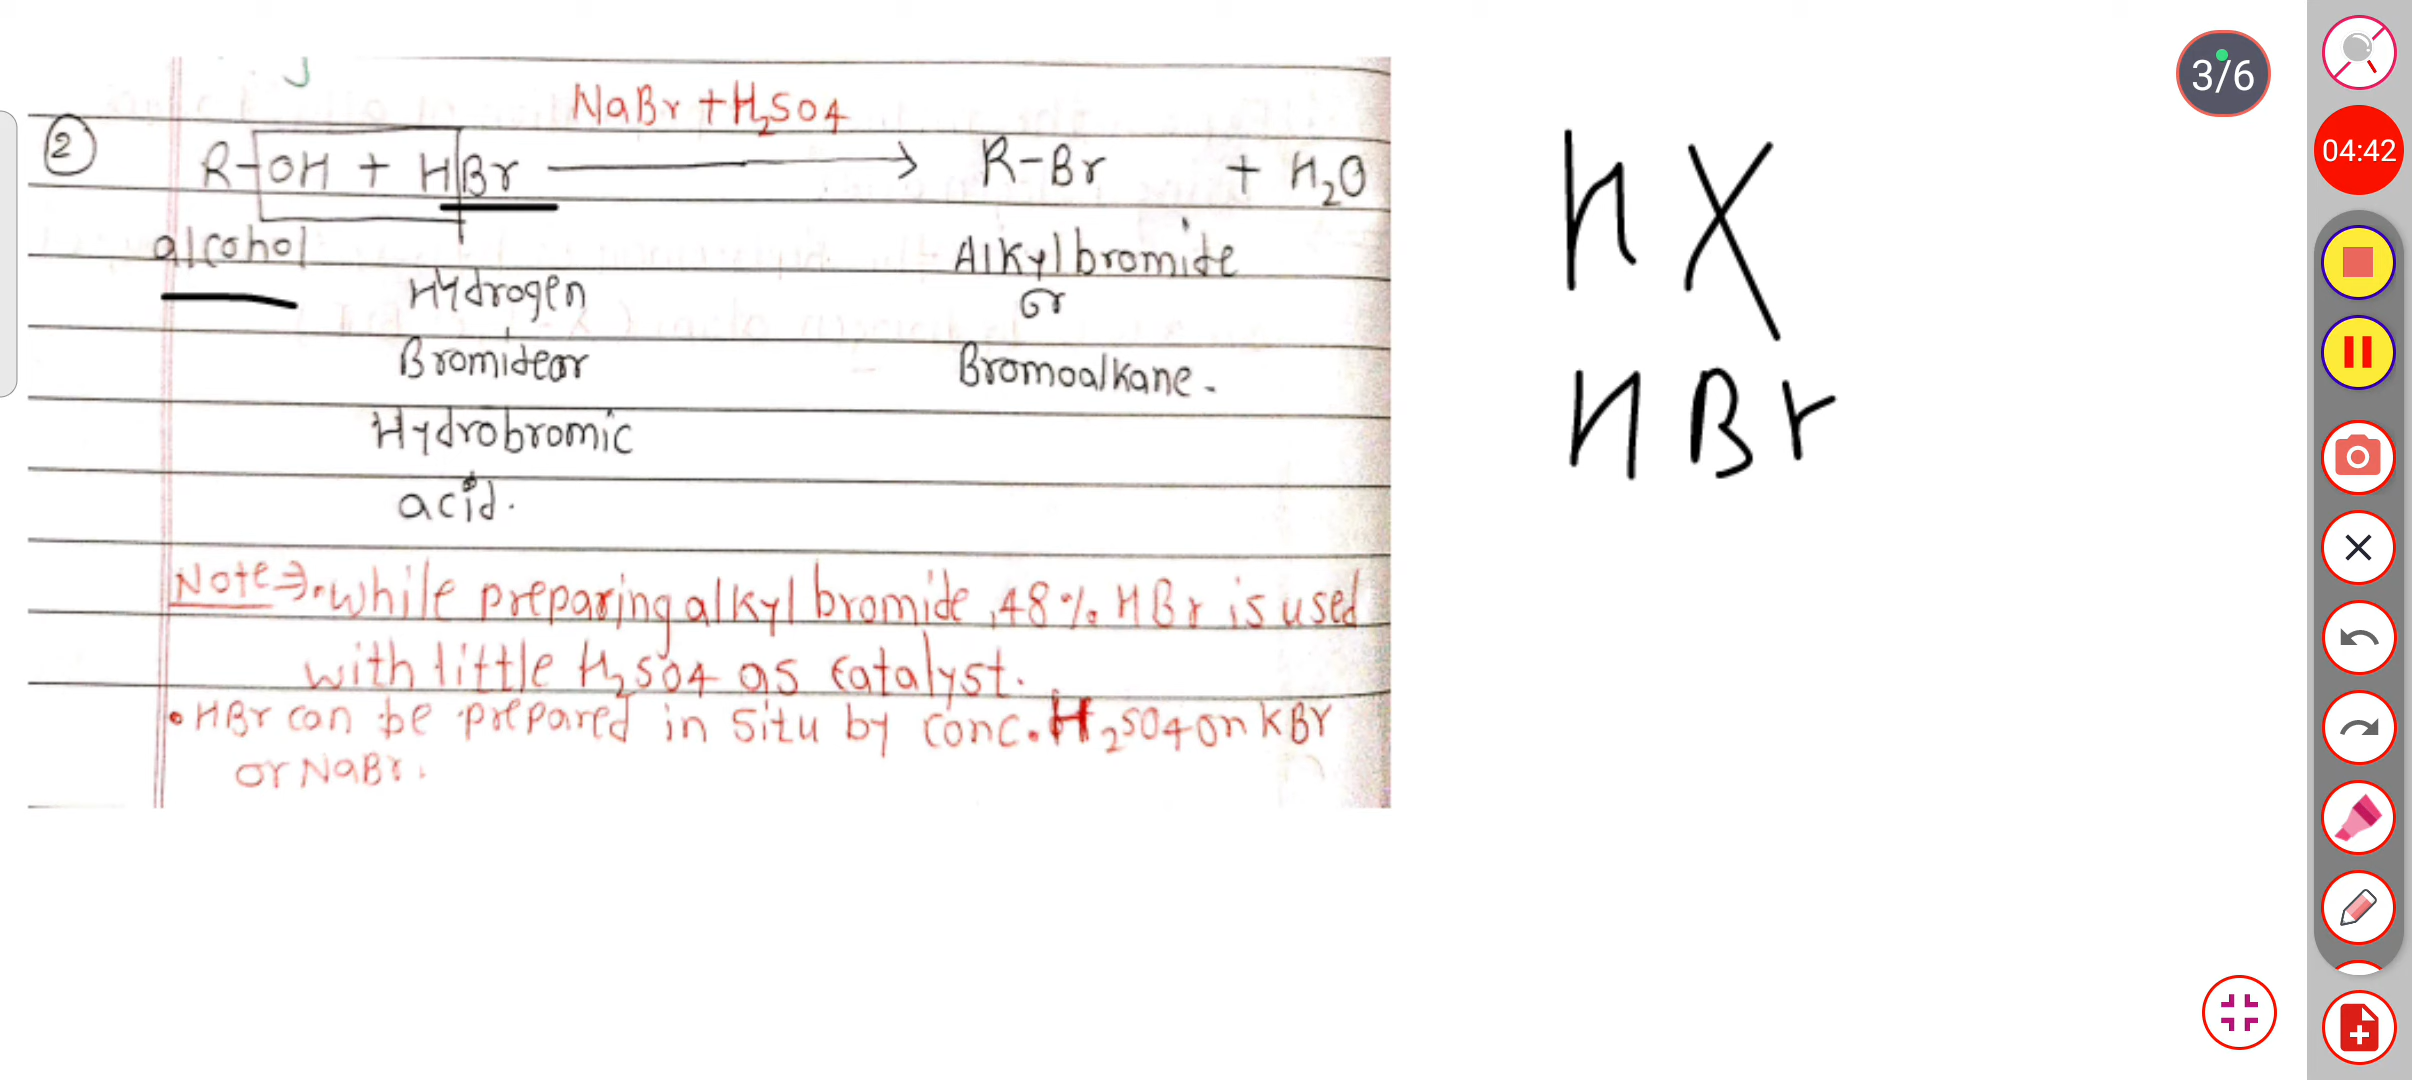 3/6
04:42
NaBr + H₂SO₄
② R-OH + HBr ⟶ R-Br + H₂O
alcohol
Hydrogen
Bromide or
Hydrobromic
acid.
Alkyl bromide
or
Bromoalkane.
Note ⇒ • while preparing alkyl bromide, 48% HBr is used
with little H₂SO₄ as catalyst.
• HBr can be prepared in situ by conc. H₂SO₄ on KBr
or NaBr.
HX
HBr